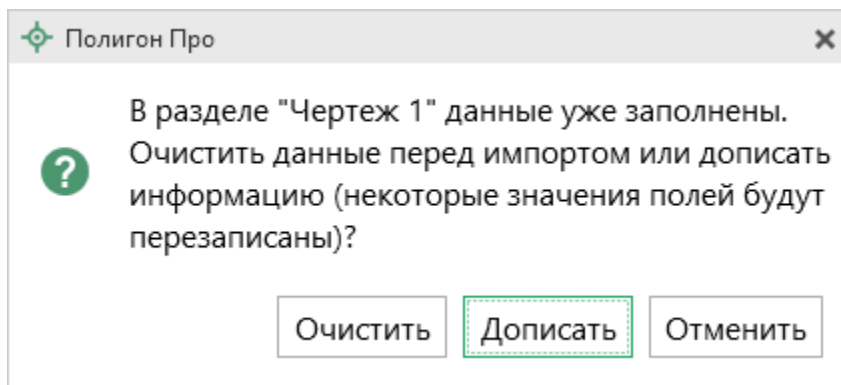 Полигон Про
В разделе "Чертеж 1" данные уже заполнены.
Очистить данные перед импортом или дописать
информацию (некоторые значения полей будут
перезаписаны)?
Очистить Дописать Отменить